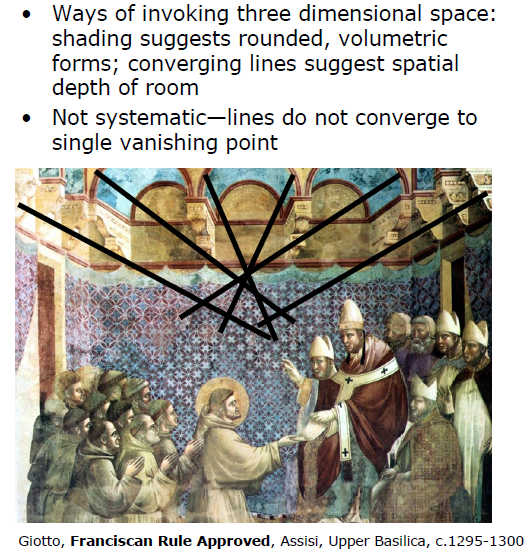 • Ways of invoking three dimensional space:
shading suggests rounded, volumetric
forms; converging lines suggest spatial
depth of room
• Not systematic—lines do not converge to
single vanishing point
Giotto, Franciscan Rule Approved, Assisi, Upper Basilica, c.1295-1300